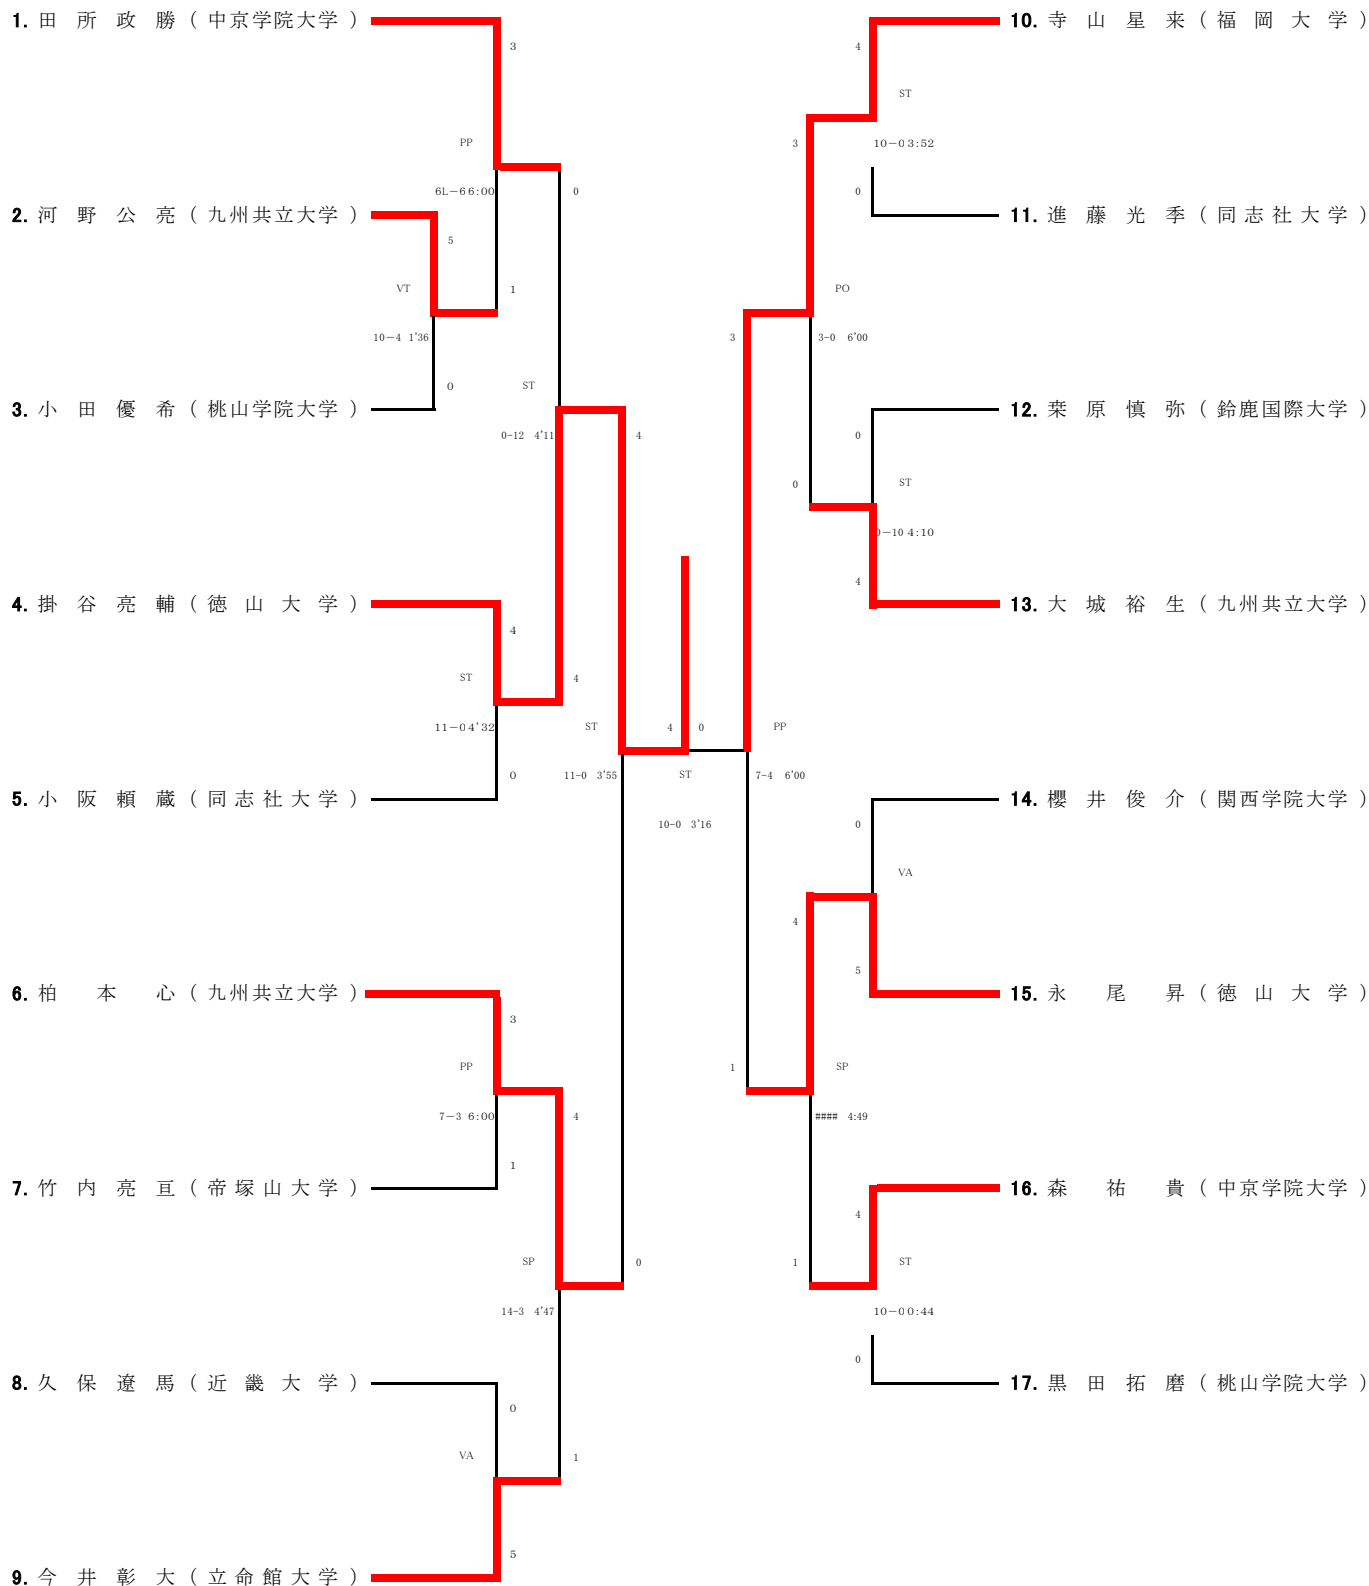 1. 田所政勝（中京学院大学）
3
PP
6L－6 6:00
0
2. 河野公亮（九州共立大学）
5
VT
1
10－4 1'36
0
ST
3. 小田優希（桃山学院大学）
0-12 4'11
4
4. 掛谷亮輔（徳山大学）
4
ST
4
11－0 4'32
ST
0
11-0 3'55
5. 小阪頼蔵（同志社大学）
4 0
ST
10-0 3'16
6. 柏本心（九州共立大学）
3
PP
7－3 6:00
4
1
7. 竹内亮亘（帝塚山大学）
SP
0
14-3 4'47
8. 久保遼馬（近畿大学）
0
VA
1
5
9. 今井彰大（立命館大学）
10. 寺山星来（福岡大学）
4
ST
10－0 3:52
3
0
11. 進藤光季（同志社大学）
PO
3-0 6'00
3
12. 栞原慎弥（鈴鹿国際大学）
0
ST
0
0－10 4:10
4
13. 大城裕生（九州共立大学）
PP
7-4 6'00
14. 櫻井俊介（関西学院大学）
0
VA
4
5
15. 永尾昇（徳山大学）
1
SP
#### 4:49
16. 森祐貴（中京学院大学）
4
ST
1
10－0 0:44
0
17. 黒田拓磨（桃山学院大学）